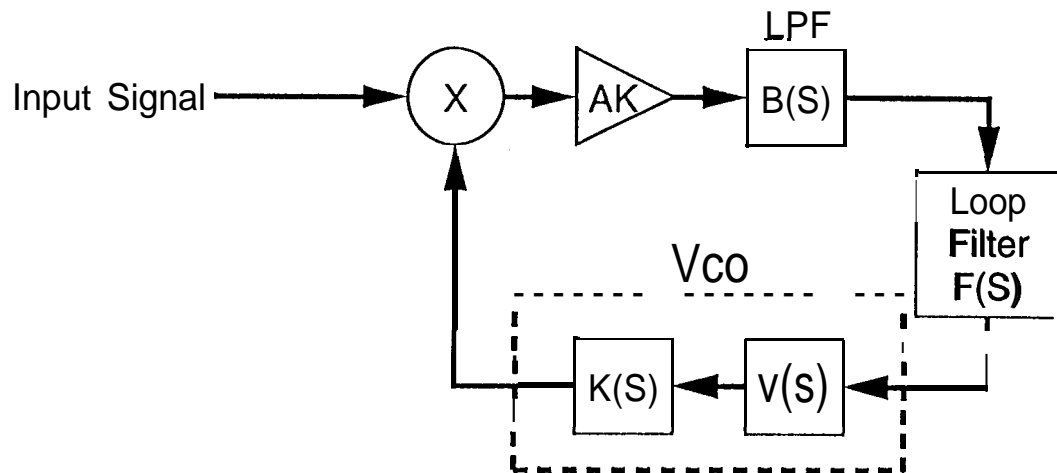 LPF
Input Signal
X
AK
B(S)
Loop
Filter
F(S)
Vco
K(S)
V(S)